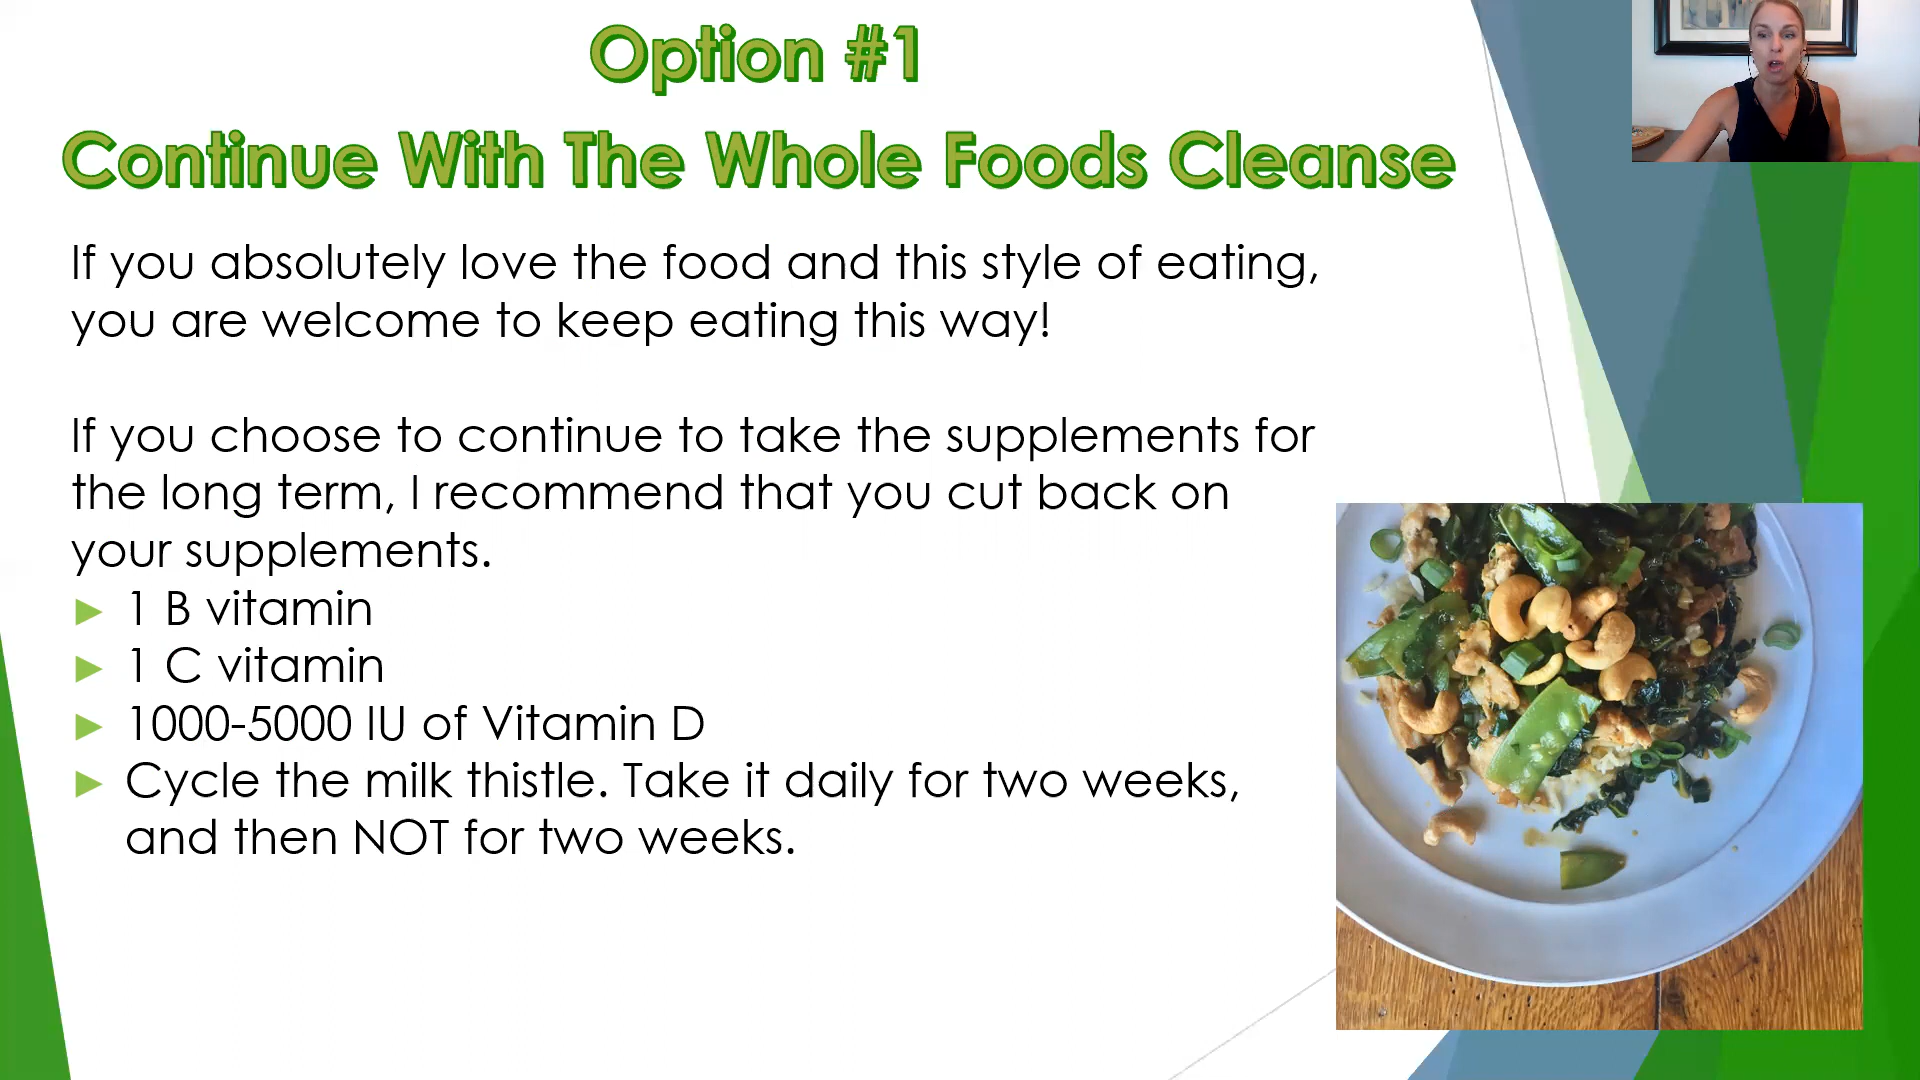 Option #1
Continue With The Whole Foods Cleanse
If you absolutely love the food and this style of eating,
you are welcome to keep eating this way!
If you choose to continue to take the supplements for
the long term, I recommend that you cut back on
your supplements.
1 B vitamin
1 C vitamin
1000-5000 IU of Vitamin D
Cycle the milk thistle. Take it daily for two weeks,
and then NOT for two weeks.